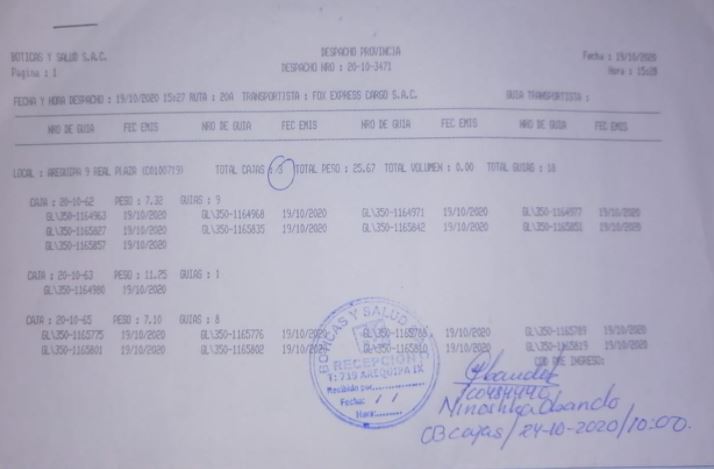 BOTICAS Y SALUD S.A.C. DESPACHO PROVINCIA Fecha : 19/10/2020
Pagina : 1 DESPACHO NRO : 20-10-3471 Hora : 15:28
FECHA Y HORA DESPACHO : 19/10/2020 15:27 RUTA : 20A TRANSPORTISTA : FOX EXPRESS CARGO S.A.C. GUIA TRANSPORTISTA :
NRO DE GUIA FEC EMIS NRO DE GUIA FEC EMIS NRO DE GUIA FEC EMIS NRO DE GUIA FEC EMIS
LOCAL : AREQUIPA 9 REAL PLAZA (C0100719) TOTAL CAJAS : 3 TOTAL PESO : 25.67 TOTAL VOLUMEN : 0.00 TOTAL GUIAS : 18
CAJA : 20-10-62 PESO : 7.32 GUIAS : 9
GL\350-1164963 19/10/2020 GL\350-1164968 19/10/2020 GL\350-1164971 19/10/2020 GL\350-1164977 19/10/2020
GL\350-1165827 19/10/2020 GL\350-1165835 19/10/2020 GL\350-1165842 19/10/2020 GL\350-1165851 19/10/2020
GL\350-1165857 19/10/2020
CAJA : 20-10-63 PESO : 11.25 GUIAS : 1
GL\350-1164980 19/10/2020
CAJA : 20-10-65 PESO : 7.10 GUIAS : 8
GL\350-1165775 19/10/2020 GL\350-1165776 19/10/2020 19/10/2020 GL\350-1165789 19/10/2020
GL\350-1165801 19/10/2020 GL\350-1165802 19/10/2020 19/10/2020 GL\350-1165819 19/10/2020
COD QUE INGRESO:
BOTICAS Y SALUD
RECEPCION
T: 719 AREQUIPA IX
Recibido por.........
Fecha: / /
Hora:.........
Ninoshka Obando
03 cajas / 24-10-2020 / 10:00.